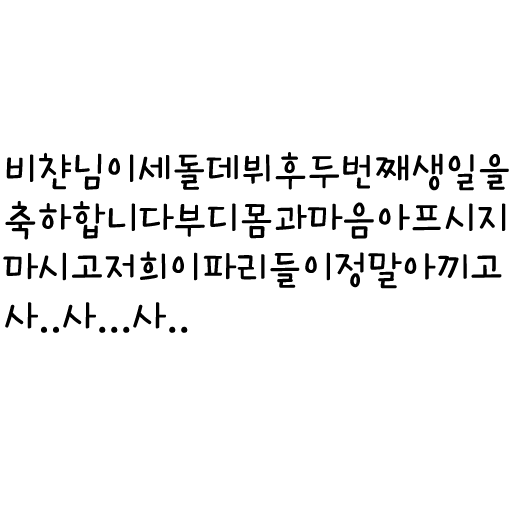 비챤님이세돌데뷔후두번째생일을
축하합니다부디몸과마음아프시지
마시고저희이파리들이정말아끼고
사..사...사..